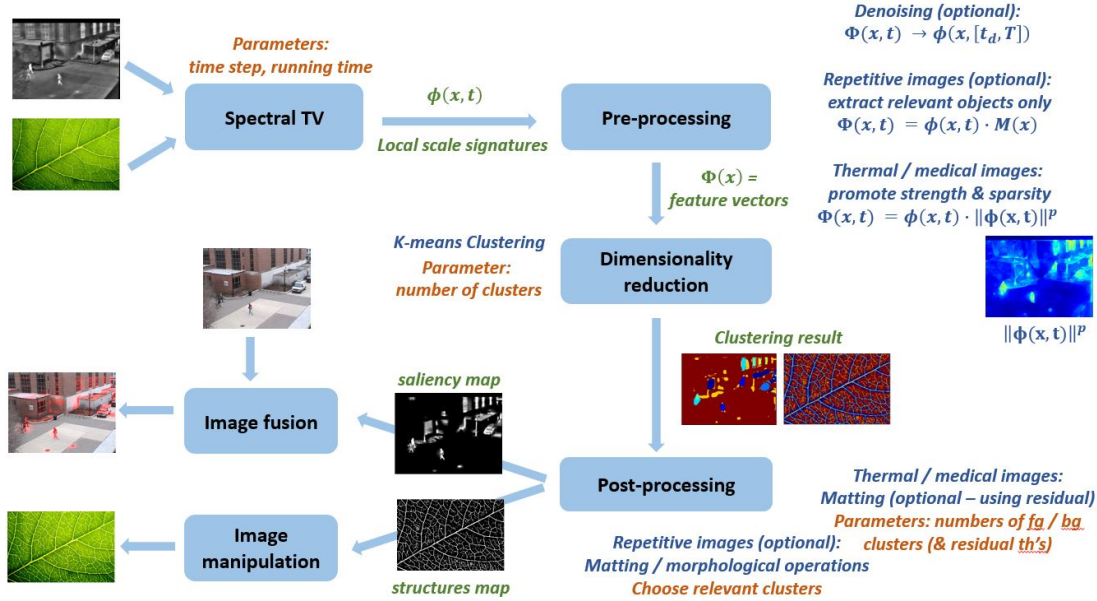 Denoising (optional):
Φ(x, t) → ϕ(x, [t_d, T])
Parameters:
time step, running time
Spectral TV
ϕ(x, t)
Local scale signatures
Pre-processing
Repetitive images (optional):
extract relevant objects only
Φ(x, t) = ϕ(x, t) · M(x)
Φ(x) =
feature vectors
Thermal / medical images:
promote strength & sparsity
Φ(x, t) = ϕ(x, t) · ‖ϕ(x, t)‖^p
K-means Clustering
Parameter:
number of clusters
Dimensionality
reduction
‖ϕ(x, t)‖^p
Clustering result
saliency map
Image fusion
Post-processing
Thermal / medical images:
Matting (optional – using residual)
Parameters: numbers of fg / bg
clusters (& residual th's)
Image
manipulation
structures map
Repetitive images (optional):
Matting / morphological operations
Choose relevant clusters